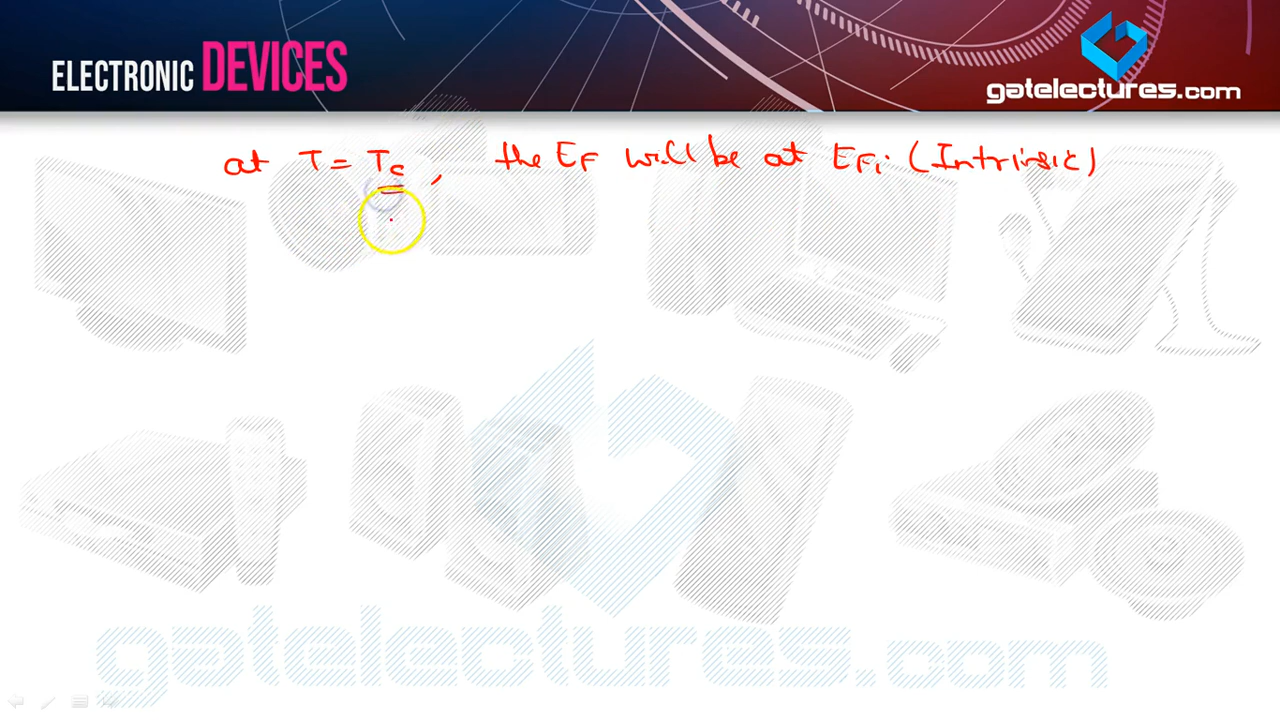 ELECTRONIC DEVICES
gatelectures.com
at T = Tc, the EF will be at EFi (Intrinsic)
gatelectures.com